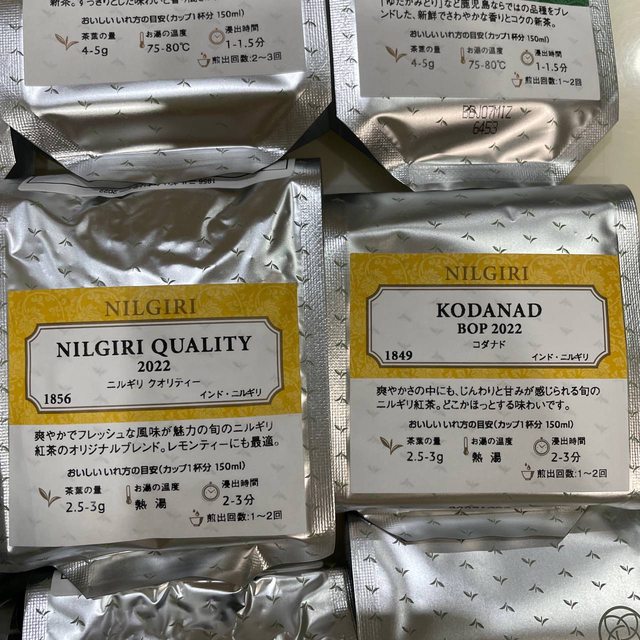 新茶。すっきりとした味わいと香り
おいしいいれ方の目安(カップ1杯分 150ml)
茶葉の量
4-5g
お湯の温度
75-80℃
浸出時間
1-1.5分
煎出回数:2~3回
「ゆたかみどり」など鹿児島ならではの品種をブレ
ンドした、新鮮でさわやかな香りとコクの新茶。
おいしいいれ方の目安(カップ1杯分 150ml)
茶葉の量
4-5g
お湯の温度
75-80℃
浸出時間
1-1.5分
煎出回数:1~2回
6453
NILGIRI
NILGIRI QUALITY
2022
ニルギリ クオリティー
1856
インド・ニルギリ
爽やかでフレッシュな風味が魅力の旬のニルギリ
紅茶のオリジナルブレンド。レモンティーにも最適。
おいしいいれ方の目安(カップ1杯分 150ml)
茶葉の量
2.5-3g
お湯の温度
熱湯
浸出時間
2-3分
煎出回数:1~2回
NILGIRI
KODANAD
BOP 2022
コダナド
1849
インド・ニルギリ
爽やかさの中にも、じんわりと甘みが感じられる旬の
ニルギリ紅茶。どこかほっとする味わいです。
おいしいいれ方の目安(カップ1杯分 150ml)
茶葉の量
2.5-3g
お湯の温度
熱湯
浸出時間
2-3分
煎出回数:1~2回